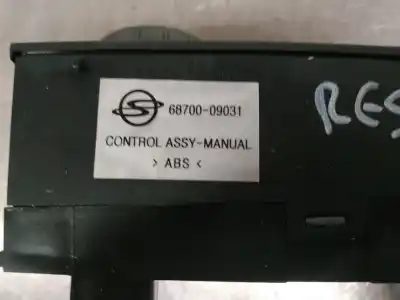 68700-09031
CONTROL ASSY-MANUAL
> ABS <
RES